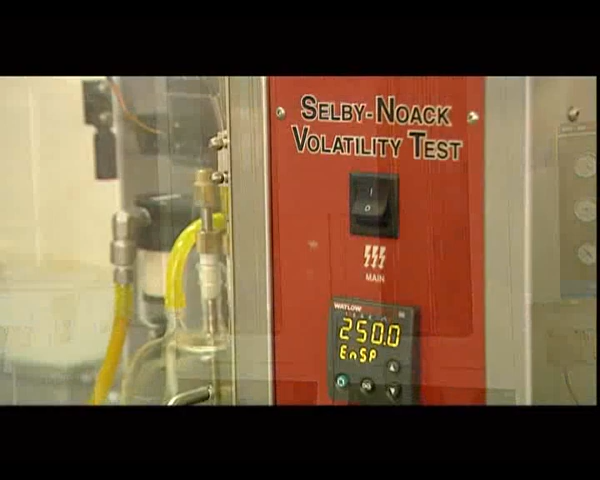 SELBY-NOACK
VOLATILITY TEST
I
O
MAIN
WATLOW
250.0
EnSP